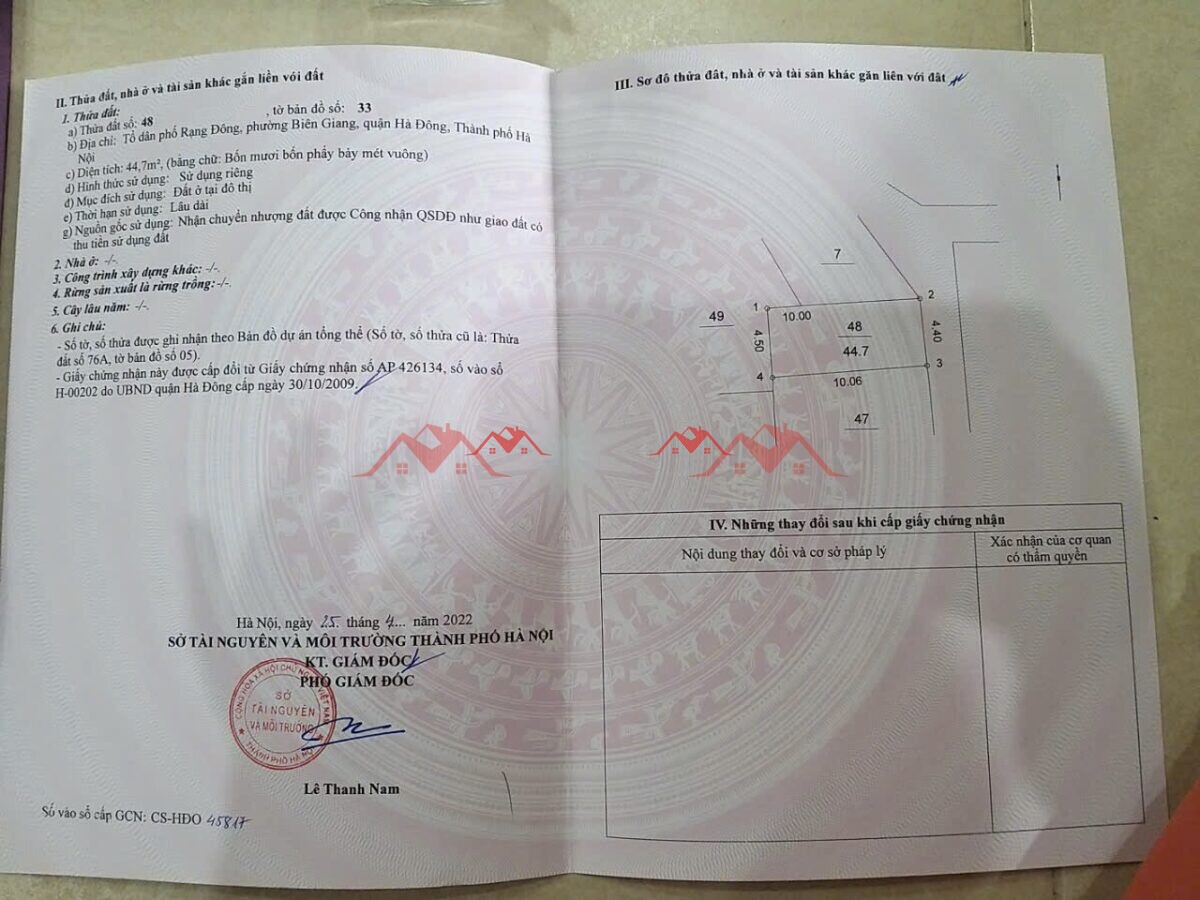 II. Thửa đất, nhà ở và tài sản khác gắn liền với đất
1. Thửa đất:
a) Thửa đất số: 48 , tờ bản đồ số: 33
b) Địa chỉ: Tổ dân phố Rạng Đông, phường Biên Giang, quận Hà Đông, Thành phố Hà
Nội
c) Diện tích: 44,7m², (bằng chữ: Bốn mươi bốn phẩy bảy mét vuông)
d) Hình thức sử dụng: Sử dụng riêng
đ) Mục đích sử dụng: Đất ở tại đô thị
e) Thời hạn sử dụng: Lâu dài
g) Nguồn gốc sử dụng: Nhận chuyển nhượng đất được Công nhận QSDĐ như giao đất có
thu tiền sử dụng đất
2. Nhà ở: -/-.
3. Công trình xây dựng khác: -/-.
4. Rừng sản xuất là rừng trồng: -/-.
5. Cây lâu năm: -/-.
6. Ghi chú:
- Số tờ, số thửa được ghi nhận theo Bản đồ dự án tổng thể (Số tờ, số thửa cũ là: Thửa
đất số 76A, tờ bản đồ số 05).
- Giấy chứng nhận này được cấp đổi từ Giấy chứng nhận số AP 426134, số vào sổ
H-00202 do UBND quận Hà Đông cấp ngày 30/10/2009.
Hà Nội, ngày 25 tháng 4 năm 2022
SỞ TÀI NGUYÊN VÀ MÔI TRƯỜNG THÀNH PHỐ HÀ NỘI
KT. GIÁM ĐỐC
PHÓ GIÁM ĐỐC
CỘNG HÒA XÃ HỘI CHỦ NGHĨA VIỆT NAM
SỞ
TÀI NGUYÊN
VÀ MÔI TRƯỜNG
THÀNH PHỐ HÀ NỘI
Lê Thanh Nam
Số vào sổ cấp GCN: CS-HĐO 45817
III. Sơ đồ thửa đất, nhà ở và tài sản khác gắn liền với đất
7
1
2
49
10.00
48
4.50
4.40
44.7
4
3
10.06
47
IV. Những thay đổi sau khi cấp giấy chứng nhận
Nội dung thay đổi và cơ sở pháp lý
Xác nhận của cơ quan
có thẩm quyền